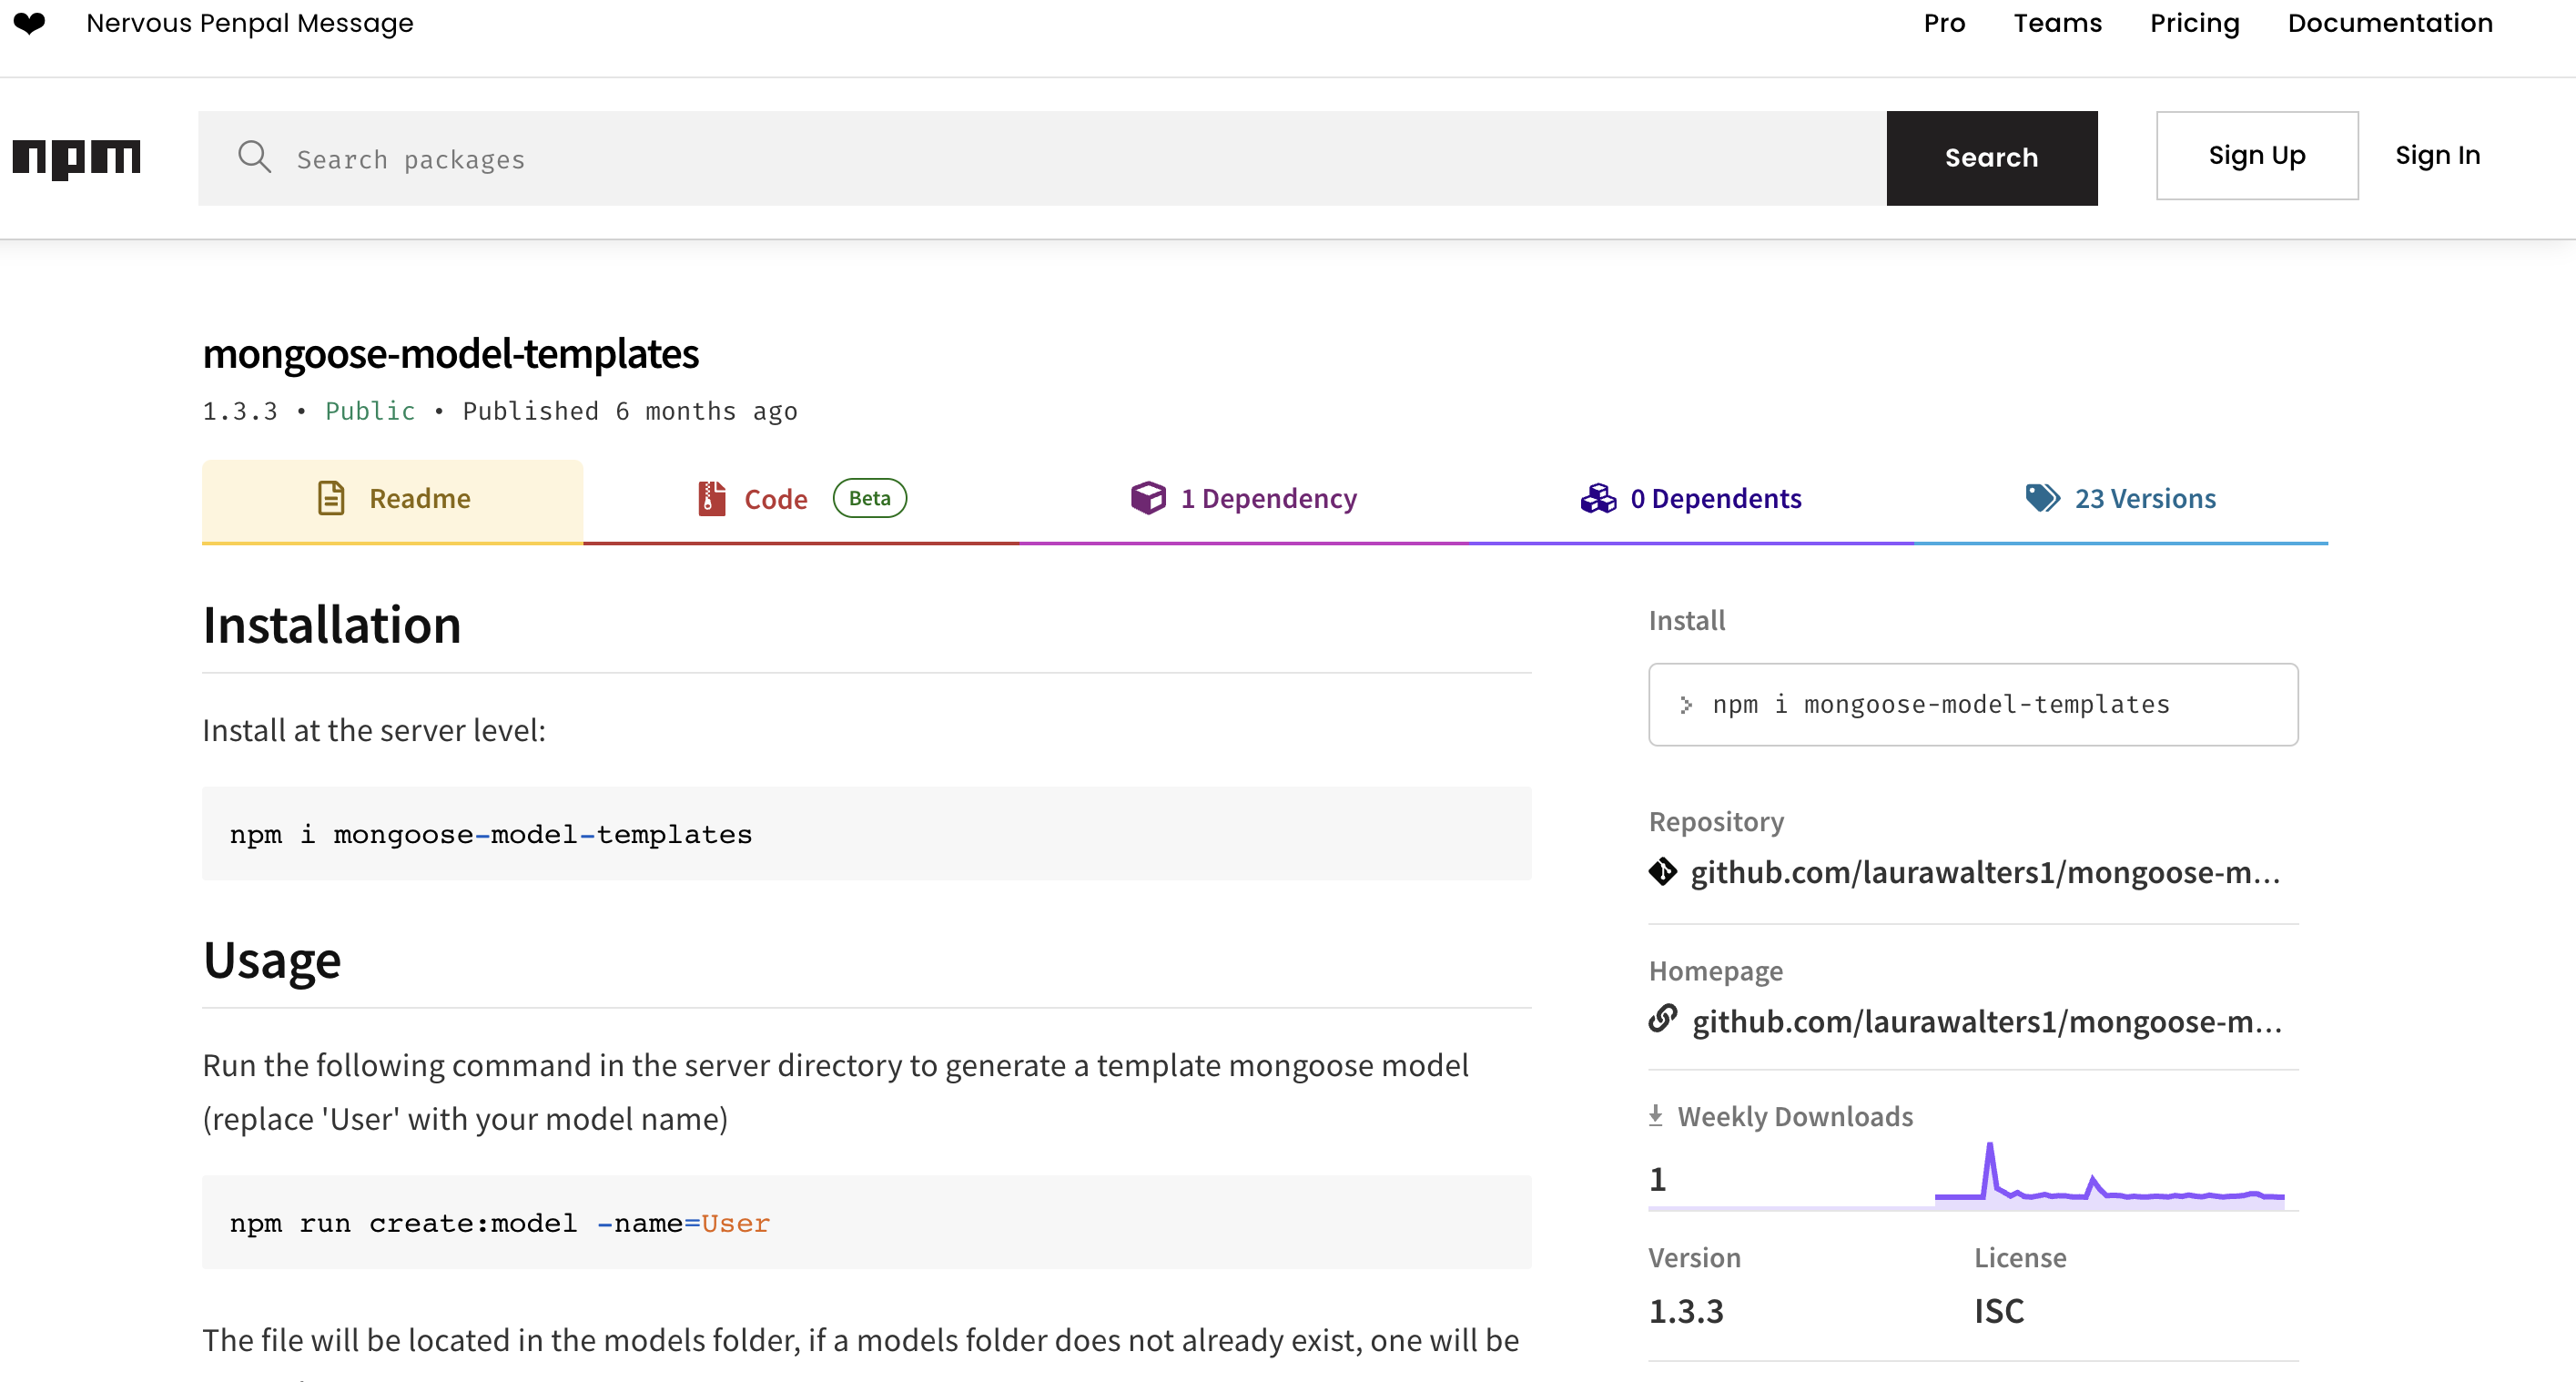 Nervous Penpal Message
Pro Teams Pricing Documentation
npm
Search packages
Search
Sign Up
Sign In
mongoose-model-templates
1.3.3 • Public • Published 6 months ago
Readme
Code Beta
1 Dependency
0 Dependents
23 Versions
Installation
Install at the server level:
npm i mongoose-model-templates
Usage
Run the following command in the server directory to generate a template mongoose model
(replace 'User' with your model name)
npm run create:model -name=User
The file will be located in the models folder, if a models folder does not already exist, one will be
Install
> npm i mongoose-model-templates
Repository
github.com/laurawalters1/mongoose-m...
Homepage
github.com/laurawalters1/mongoose-m...
Weekly Downloads
1
Version
License
1.3.3
ISC